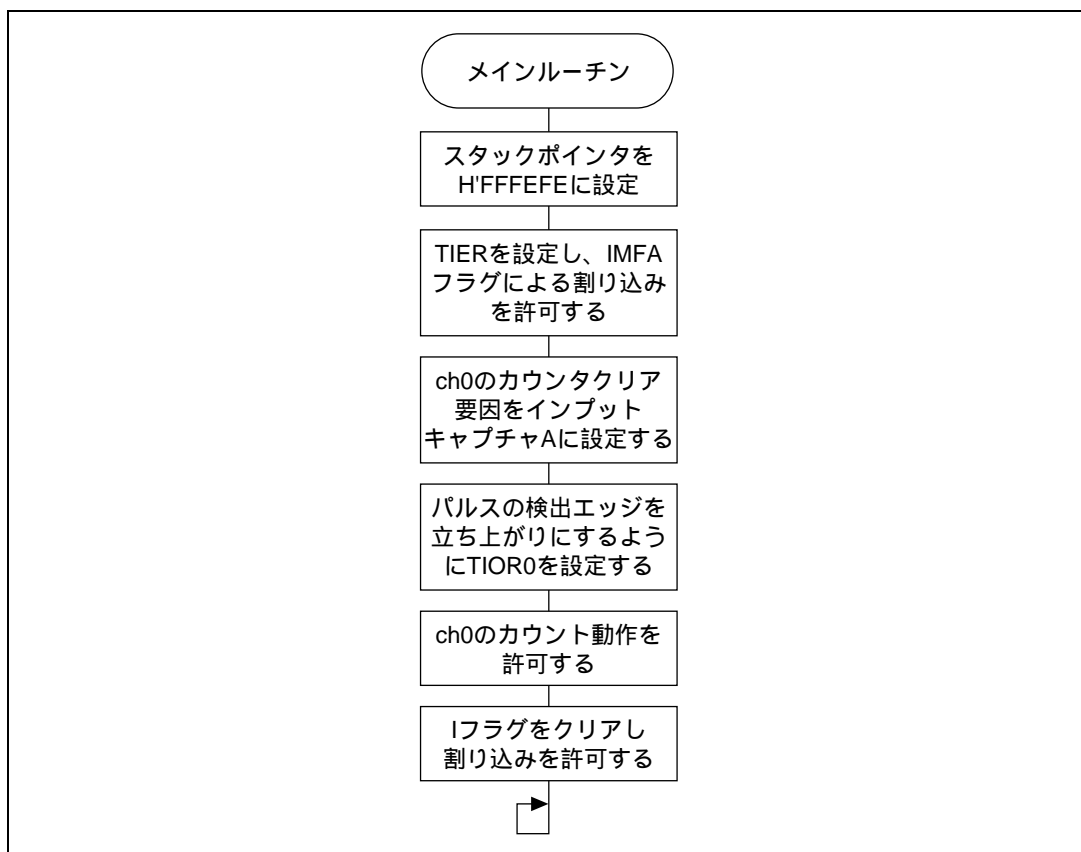 メインルーチン
スタックポインタを
H'FFFEFEに設定
TIERを設定し、IMFA
フラグによる割り込み
を許可する
ch0のカウンタクリア
要因をインプット
キャプチャAに設定する
パルスの検出エッジを
立ち上がりにするよう
にTIOR0を設定する
ch0のカウント動作を
許可する
Iフラグをクリアし
割り込みを許可する